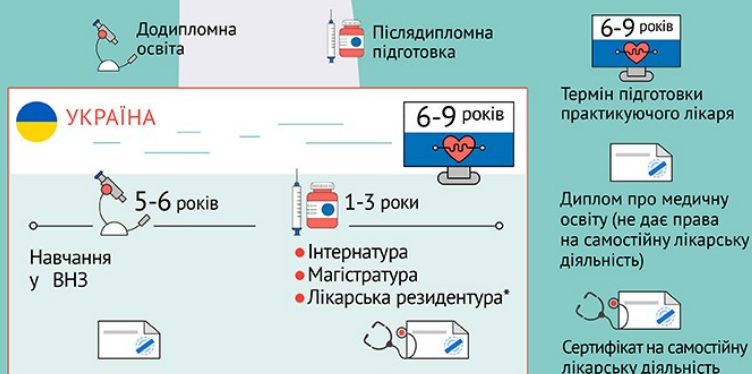 Додипломна
освіта
Післядипломна
підготовка
УКРАЇНА
6-9 років
5-6 років
Навчання
у ВНЗ
1-3 роки
• Інтернатура
• Магістратура
• Лікарська резидентура*
6-9 років
Термін підготовки
практикуючого лікаря
Диплом про медичну
освіту (не дає права
на самостійну лікарську
діяльність)
Сертифікат на самостійну
лікарську діяльність